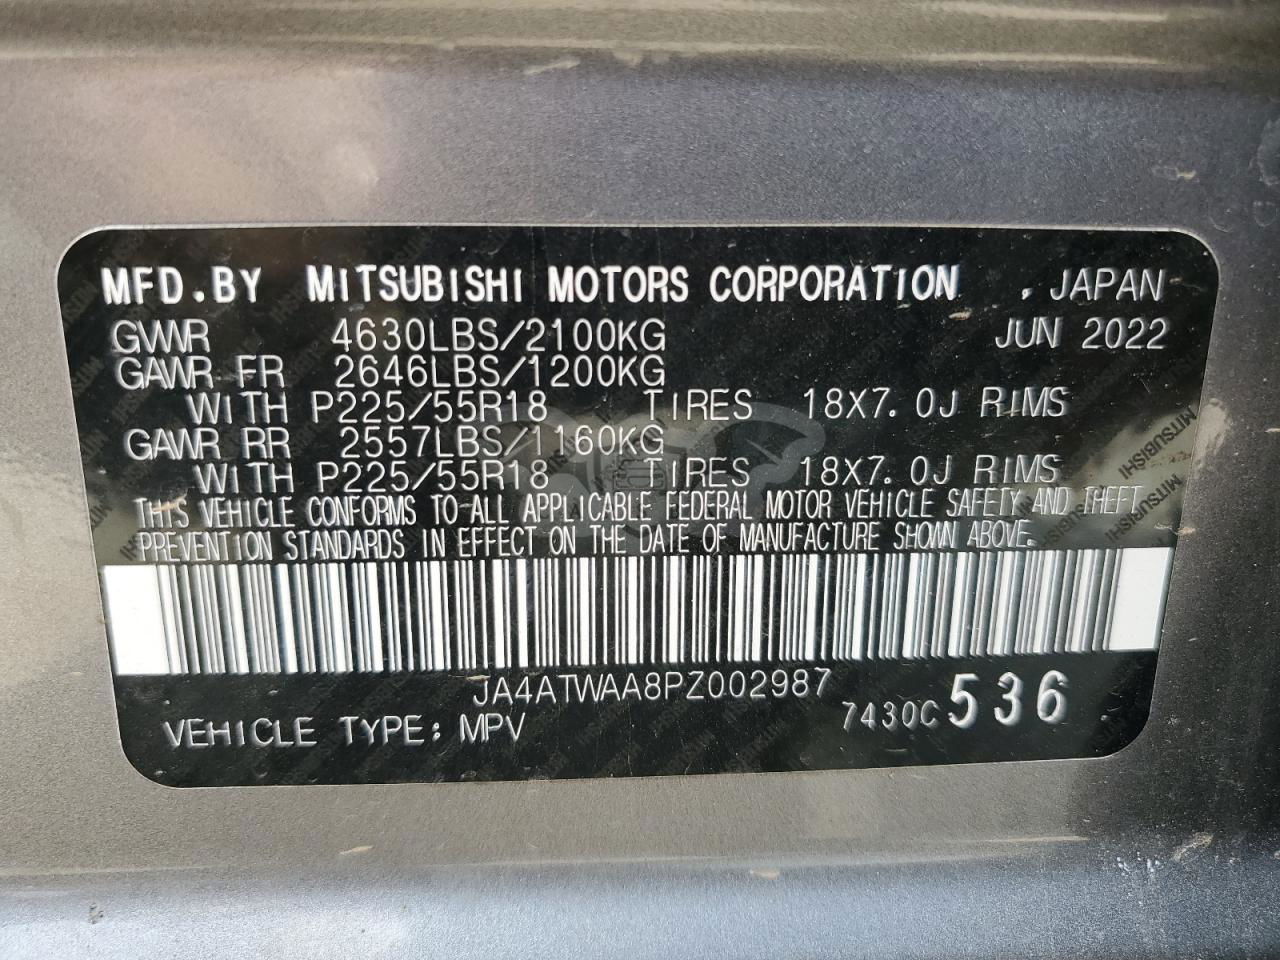 MFD.BY MITSUBISHI MOTORS CORPORATION , JAPAN
GVWR 4630LBS/2100KG JUN 2022
GAWR FR 2646LBS/1200KG
WITH P225/55R18 TIRES 18X7.0J RIMS
GAWR RR 2557LBS/1160KG
WITH P225/55R18 TIRES 18X7.0J RIMS
THIS VEHICLE CONFORMS TO ALL APPLICABLE FEDERAL MOTOR VEHICLE SAFETY AND THEFT
PREVENTION STANDARDS IN EFFECT ON THE DATE OF MANUFACTURE SHOWN ABOVE.
JA4ATWAA8PZ002987
VEHICLE TYPE: MPV 7430C 536